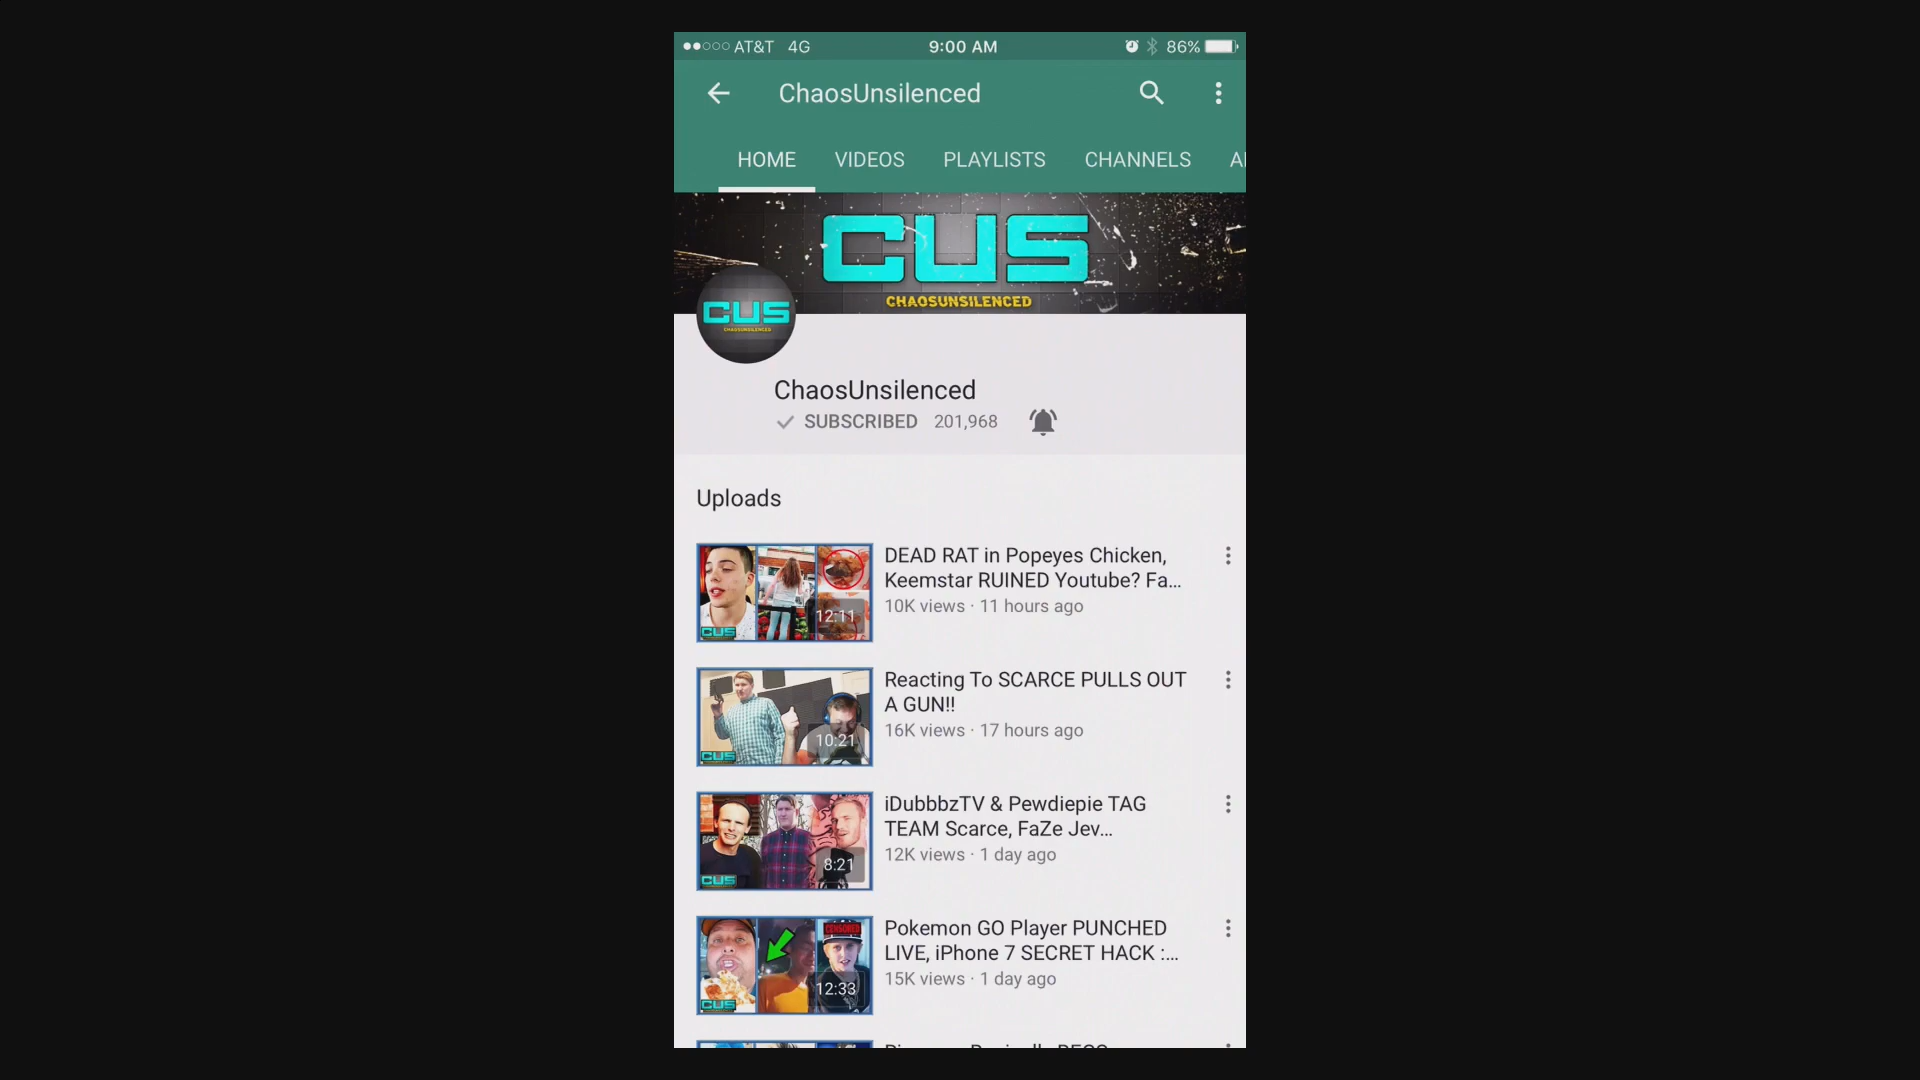 AT&T 4G 9:00 AM 86%
ChaosUnsilenced
HOME VIDEOS PLAYLISTS CHANNELS
CUS
CHAOSUNSILENCED
CUS
CHAOSUNSILENCED
ChaosUnsilenced
SUBSCRIBED 201,968
Uploads
DEAD RAT in Popeyes Chicken,
Keemstar RUINED Youtube? Fa...
10K views · 11 hours ago
12:11
CUS
Reacting To SCARCE PULLS OUT
A GUN!!
16K views · 17 hours ago
10:21
CUS
iDubbbzTV & Pewdiepie TAG
TEAM Scarce, FaZe Jev...
12K views · 1 day ago
8:21
CUS
Pokemon GO Player PUNCHED
LIVE, iPhone 7 SECRET HACK :...
15K views · 1 day ago
CENSORED
12:33
CUS